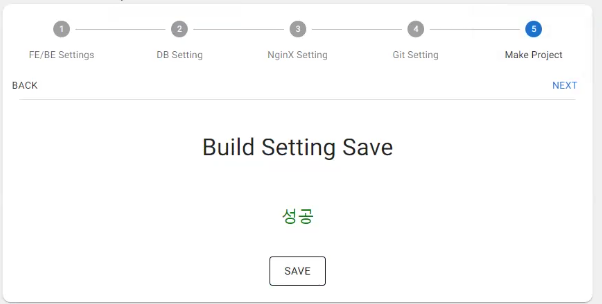 1 2 3 4 5
FE/BE Settings DB Setting NginX Setting Git Setting Make Project
BACK NEXT
Build Setting Save
성공
SAVE